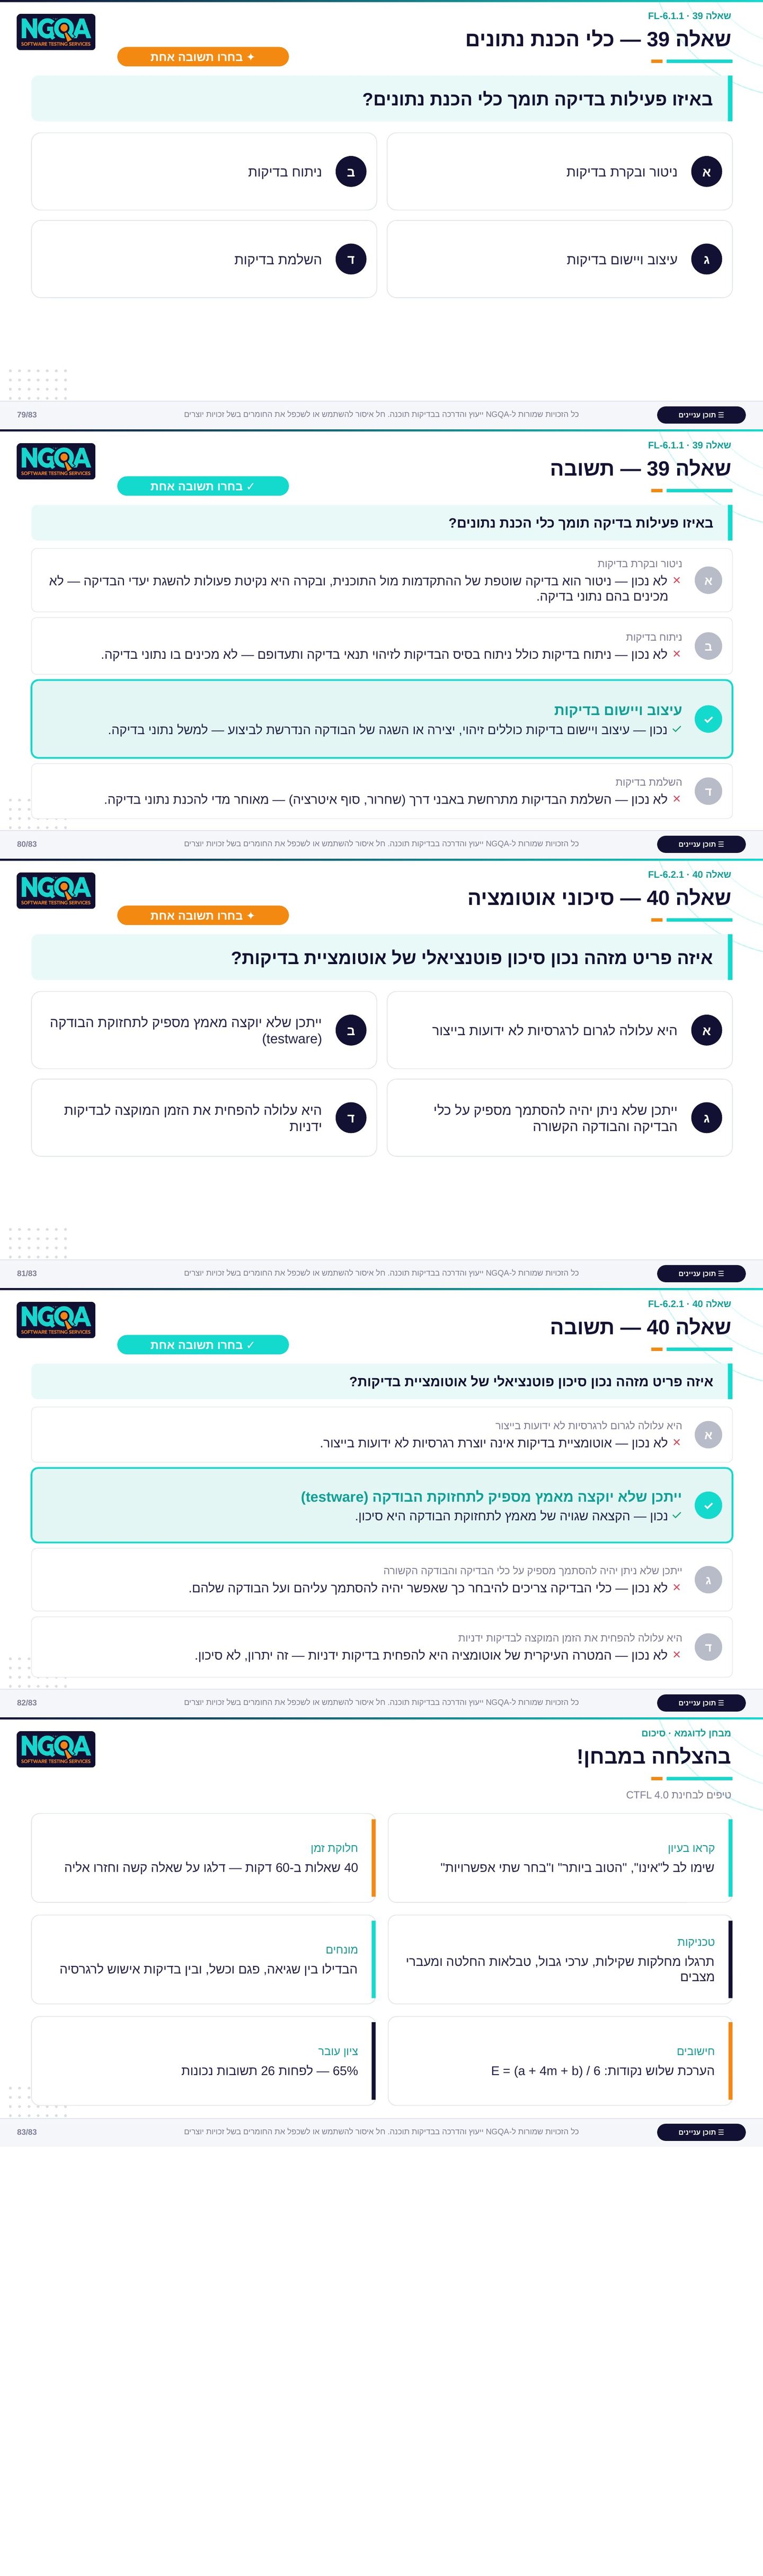 שאלה 39 · FL-6.1.1
שאלה 39 — כלי הכנת נתונים
NGQA
SOFTWARE TESTING SERVICES
✦ בחרו תשובה אחת
באיזו פעילות בדיקה תומך כלי הכנת נתונים?
א
ניטור ובקרת בדיקות
ב
ניתוח בדיקות
ג
עיצוב ויישום בדיקות
ד
השלמת בדיקות
☰ תוכן עניינים
כל הזכויות שמורות ל-NGQA ייעוץ והדרכה בבדיקות תוכנה. חל איסור להשתמש או לשכפל את החומרים בשל זכויות יוצרים
79/83
שאלה 39 · FL-6.1.1
שאלה 39 — תשובה
NGQA
SOFTWARE TESTING SERVICES
✓ בחרו תשובה אחת
באיזו פעילות בדיקה תומך כלי הכנת נתונים?
א
ניטור ובקרת בדיקות
✕ לא נכון — ניטור הוא בדיקה שוטפת של ההתקדמות מול התוכנית, ובקרה היא נקיטת פעולות להשגת יעדי הבדיקה — לא
מכינים בהם נתוני בדיקה.
ב
ניתוח בדיקות
✕ לא נכון — ניתוח בדיקות כולל ניתוח בסיס הבדיקות לזיהוי תנאי בדיקה ותעדופם — לא מכינים בו נתוני בדיקה.
✓
עיצוב ויישום בדיקות
✓ נכון — עיצוב ויישום בדיקות כוללים זיהוי, יצירה או השגה של הבודקה הנדרשת לביצוע — למשל נתוני בדיקה.
ד
השלמת בדיקות
✕ לא נכון — השלמת הבדיקות מתרחשת באבני דרך (שחרור, סוף איטרציה) — מאוחר מדי להכנת נתוני בדיקה.
☰ תוכן עניינים
כל הזכויות שמורות ל-NGQA ייעוץ והדרכה בבדיקות תוכנה. חל איסור להשתמש או לשכפל את החומרים בשל זכויות יוצרים
80/83
שאלה 40 · FL-6.2.1
שאלה 40 — סיכוני אוטומציה
NGQA
SOFTWARE TESTING SERVICES
✦ בחרו תשובה אחת
איזה פריט מזהה נכון סיכון פוטנציאלי של אוטומציית בדיקות?
א
היא עלולה לגרום לרגרסיות לא ידועות בייצור
ב
ייתכן שלא יוקצה מאמץ מספיק לתחזוקת הבודקה
(testware)
ג
ייתכן שלא ניתן יהיה להסתמך מספיק על כלי
הבדיקה והבודקה הקשורה
ד
היא עלולה להפחית את הזמן המוקצה לבדיקות
ידניות
☰ תוכן עניינים
כל הזכויות שמורות ל-NGQA ייעוץ והדרכה בבדיקות תוכנה. חל איסור להשתמש או לשכפל את החומרים בשל זכויות יוצרים
81/83
שאלה 40 · FL-6.2.1
שאלה 40 — תשובה
NGQA
SOFTWARE TESTING SERVICES
✓ בחרו תשובה אחת
איזה פריט מזהה נכון סיכון פוטנציאלי של אוטומציית בדיקות?
א
היא עלולה לגרום לרגרסיות לא ידועות בייצור
✕ לא נכון — אוטומציית בדיקות אינה יוצרת רגרסיות לא ידועות בייצור.
✓
ייתכן שלא יוקצה מאמץ מספיק לתחזוקת הבודקה (testware)
✓ נכון — הקצאה שגויה של מאמץ לתחזוקת הבודקה היא סיכון.
ג
ייתכן שלא ניתן יהיה להסתמך מספיק על כלי הבדיקה והבודקה הקשורה
✕ לא נכון — כלי הבדיקה צריכים להיבחר כך שאפשר יהיה להסתמך עליהם ועל הבודקה שלהם.
ד
היא עלולה להפחית את הזמן המוקצה לבדיקות ידניות
✕ לא נכון — המטרה העיקרית של אוטומציה היא להפחית בדיקות ידניות — זה יתרון, לא סיכון.
☰ תוכן עניינים
כל הזכויות שמורות ל-NGQA ייעוץ והדרכה בבדיקות תוכנה. חל איסור להשתמש או לשכפל את החומרים בשל זכויות יוצרים
82/83
מבחן לדוגמא · סיכום
בהצלחה במבחן!
NGQA
SOFTWARE TESTING SERVICES
טיפים לבחינת CTFL 4.0
קראו בעיון
שימו לב ל"אינו", "הטוב ביותר" ו"בחר שתי אפשרויות"
חלוקת זמן
40 שאלות ב-60 דקות — דלגו על שאלה קשה וחזרו אליה
טכניקות
תרגלו מחלקות שקילות, ערכי גבול, טבלאות החלטה ומעברי
מצבים
מונחים
הבדילו בין שגיאה, פגם וכשל, ובין בדיקות אישוש לרגרסיה
חישובים
הערכת שלוש נקודות: E = (a + 4m + b) / 6
ציון עובר
65% — לפחות 26 תשובות נכונות
☰ תוכן עניינים
כל הזכויות שמורות ל-NGQA ייעוץ והדרכה בבדיקות תוכנה. חל איסור להשתמש או לשכפל את החומרים בשל זכויות יוצרים
83/83